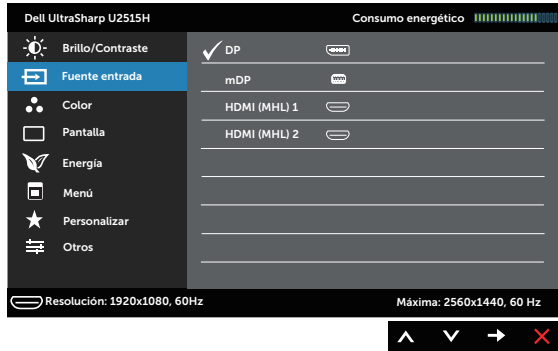 Dell UltraSharp U2515H
Consumo energético
Brillo/Contraste
Fuente entrada
Color
Pantalla
Energía
Menú
Personalizar
Otros
DP
mDP
HDMI (MHL) 1
HDMI (MHL) 2
Resolución: 1920x1080, 60Hz
Máxima: 2560x1440, 60 Hz